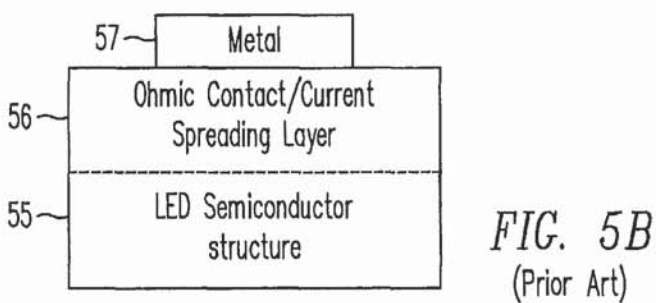 57
Metal
56
Ohmic Contact/Current
Spreading Layer
55
LED Semiconductor
structure
FIG. 5B
(Prior Art)